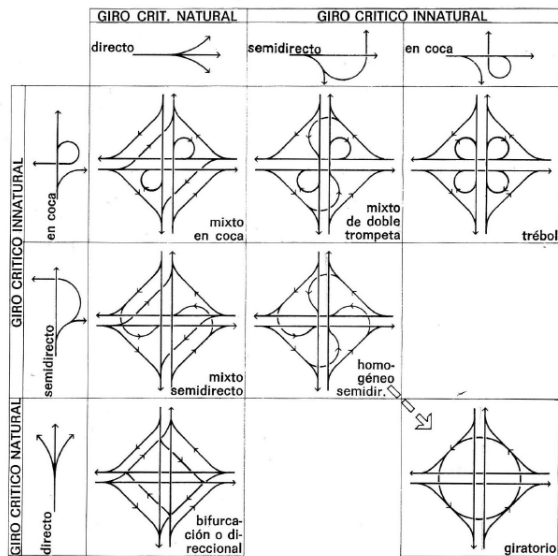 GIRO CRIT. NATURAL
GIRO CRITICO INNATURAL
directo
semidirecto
en coca
GIRO CRITICO INNATURAL
en coca
mixto
en coca
mixto
de doble
trompeta
trébol
semidirecto
mixto
semidirecto
homo-
géneo
semidir.
GIRO CRITICO NATURAL
directo
bifurca-
ción o di-
reccional
giratorio